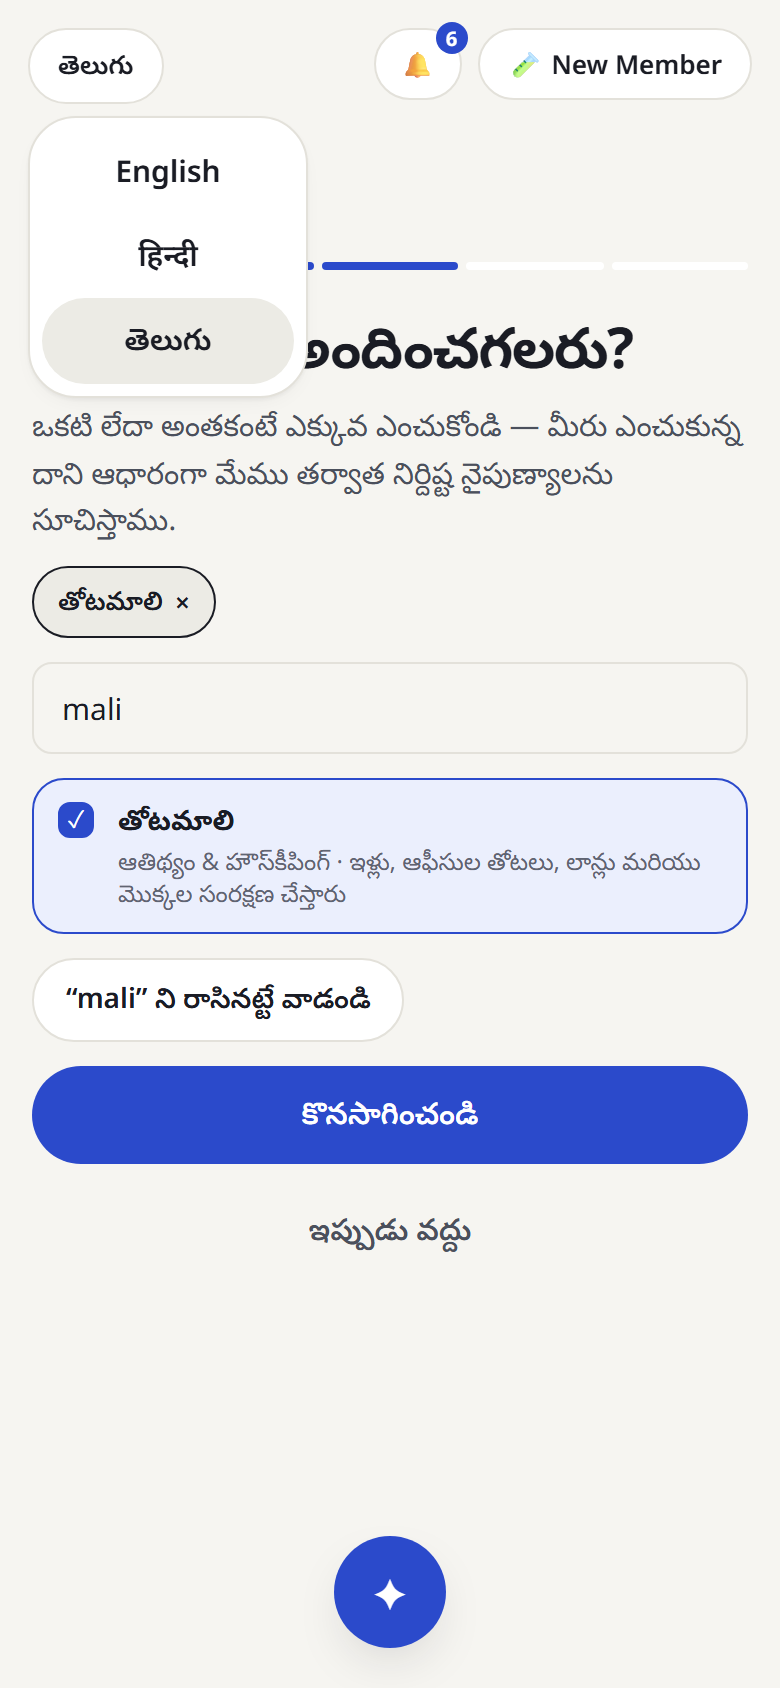 తెలుగు
6
New Member
English
हिन्दी
తెలుగు
అందించగలరు?
ఒకటి లేదా అంతకంటే ఎక్కువ ఎంచుకోండి — మీరు ఎంచుకున్న
దాని ఆధారంగా మేము తర్వాత నిర్దిష్ట నైపుణ్యాలను
సూచిస్తాము.
తోటమాలి ×
mali
తోటమాలి
ఆతిథ్యం & హౌస్‌కీపింగ్ · ఇళ్లు, ఆఫీసుల తోటలు, లాన్లు మరియు
మొక్కల సంరక్షణ చేస్తారు
“mali” ని రాసినట్టే వాడండి
కొనసాగించండి
ఇప్పుడు వద్దు